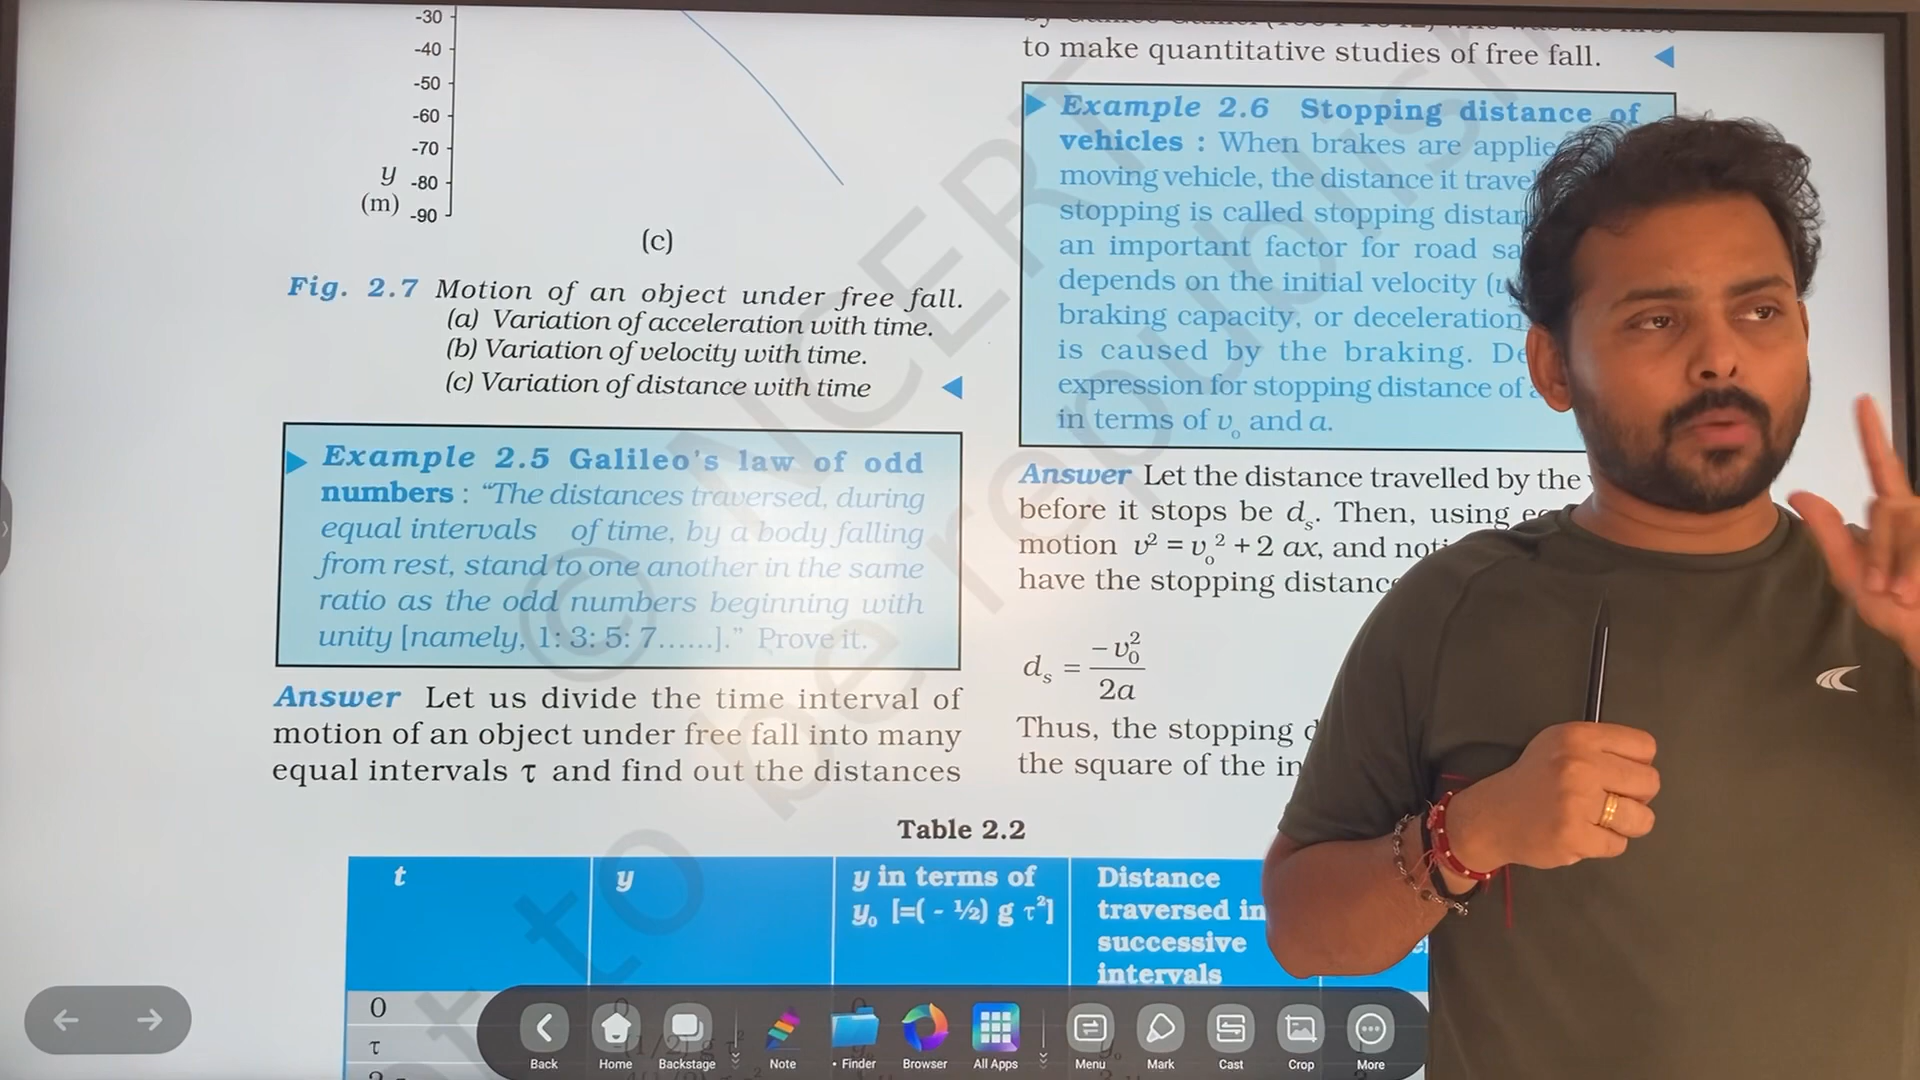 -30
-40
-50
-60
-70
y -80
(m) -90
(c)
Fig. 2.7 Motion of an object under free fall.
(a) Variation of acceleration with time.
(b) Variation of velocity with time.
(c) Variation of distance with time
Example 2.5 Galileo's law of odd
numbers : “The distances traversed, during
equal intervals of time, by a body falling
from rest, stand to one another in the same
ratio as the odd numbers beginning with
unity [namely, 1: 3: 5: 7......].” Prove it.
Answer Let us divide the time interval of
motion of an object under free fall into many
equal intervals τ and find out the distances
to make quantitative studies of free fall.
Example 2.6 Stopping distance of
vehicles : When brakes are
moving vehicle, the distance it
stopping is called stopping
an important factor for road
depends on the initial velocity
braking capacity, or deceleration
is caused by the braking.
expression for stopping distance of
in terms of v₀ and a.
Answer Let the distance travelled by the
before it stops be dₛ. Then, using
motion v² = v₀² + 2 ax, and
have the stopping distance
dₛ = −v₀² / 2a
Thus, the stopping
the square of the
Table 2.2
t y y in terms of y₀ [=( - ½) g τ²] Distance traversed in successive intervals
0 0 0
τ
© NCERT
not to be republish
Back Home Backstage Note Finder Browser All Apps Menu Mark Cast Crop More